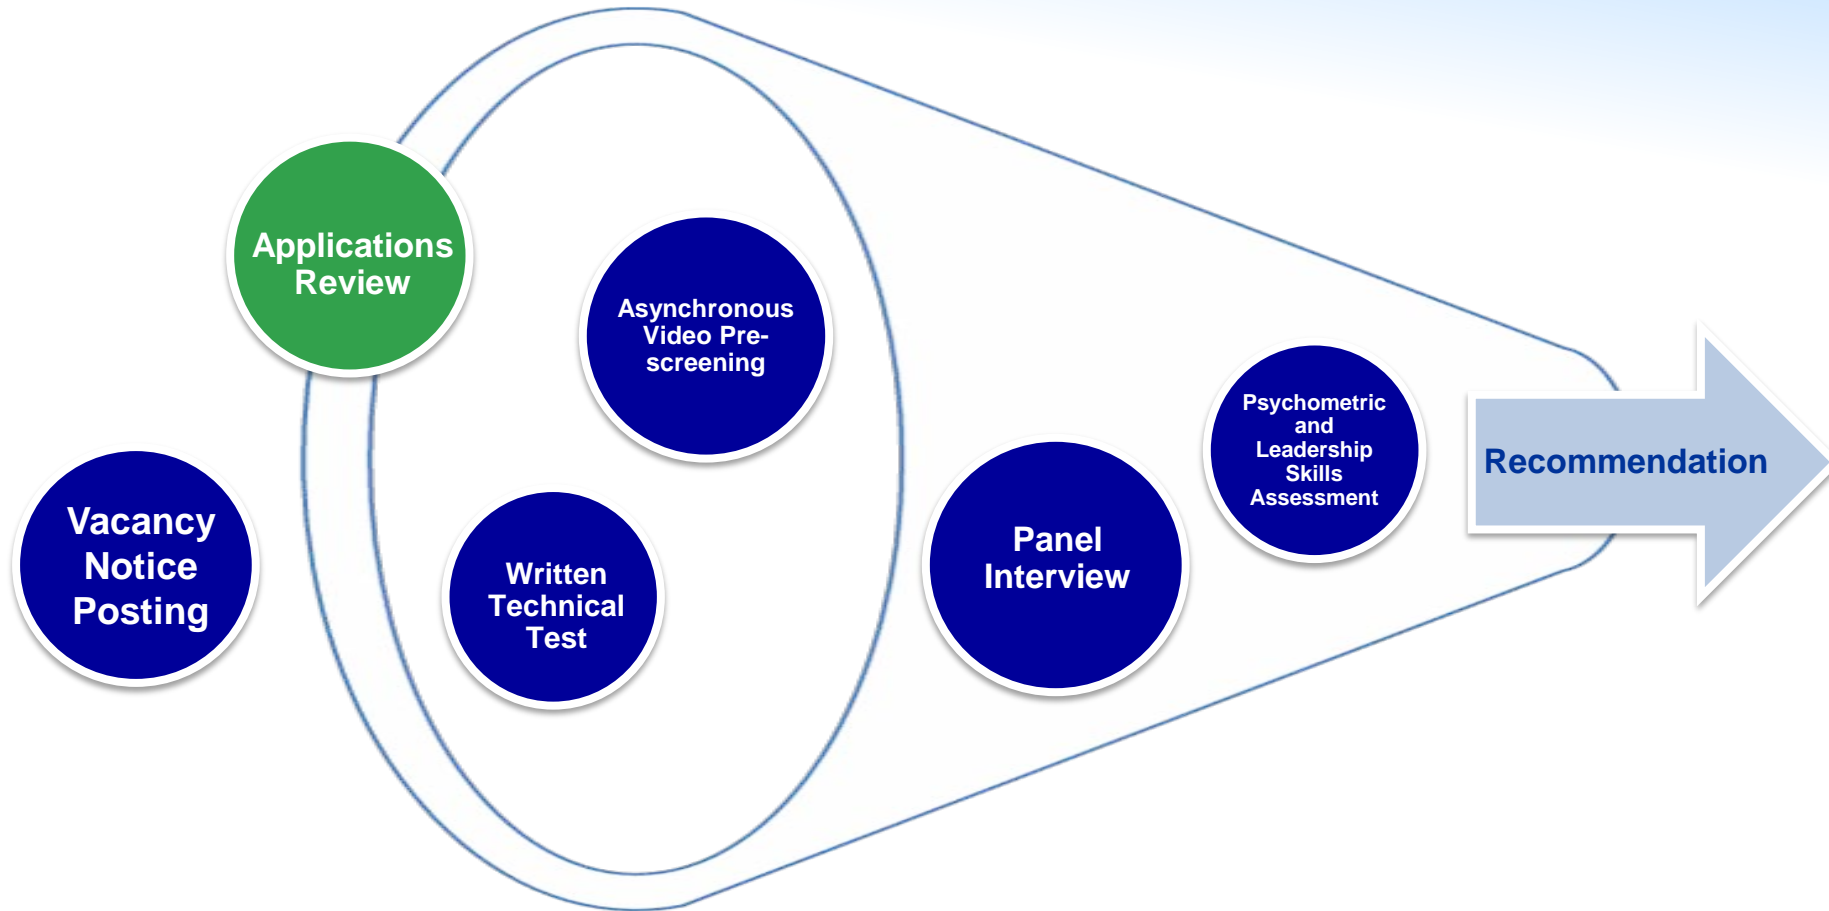 Applications
Review
Asynchronous
Video Pre-
screening
Vacancy
Notice
Posting
Written
Technical
Test
Panel
Interview
Psychometric
and
Leadership
Skills
Assessment
Recommendation